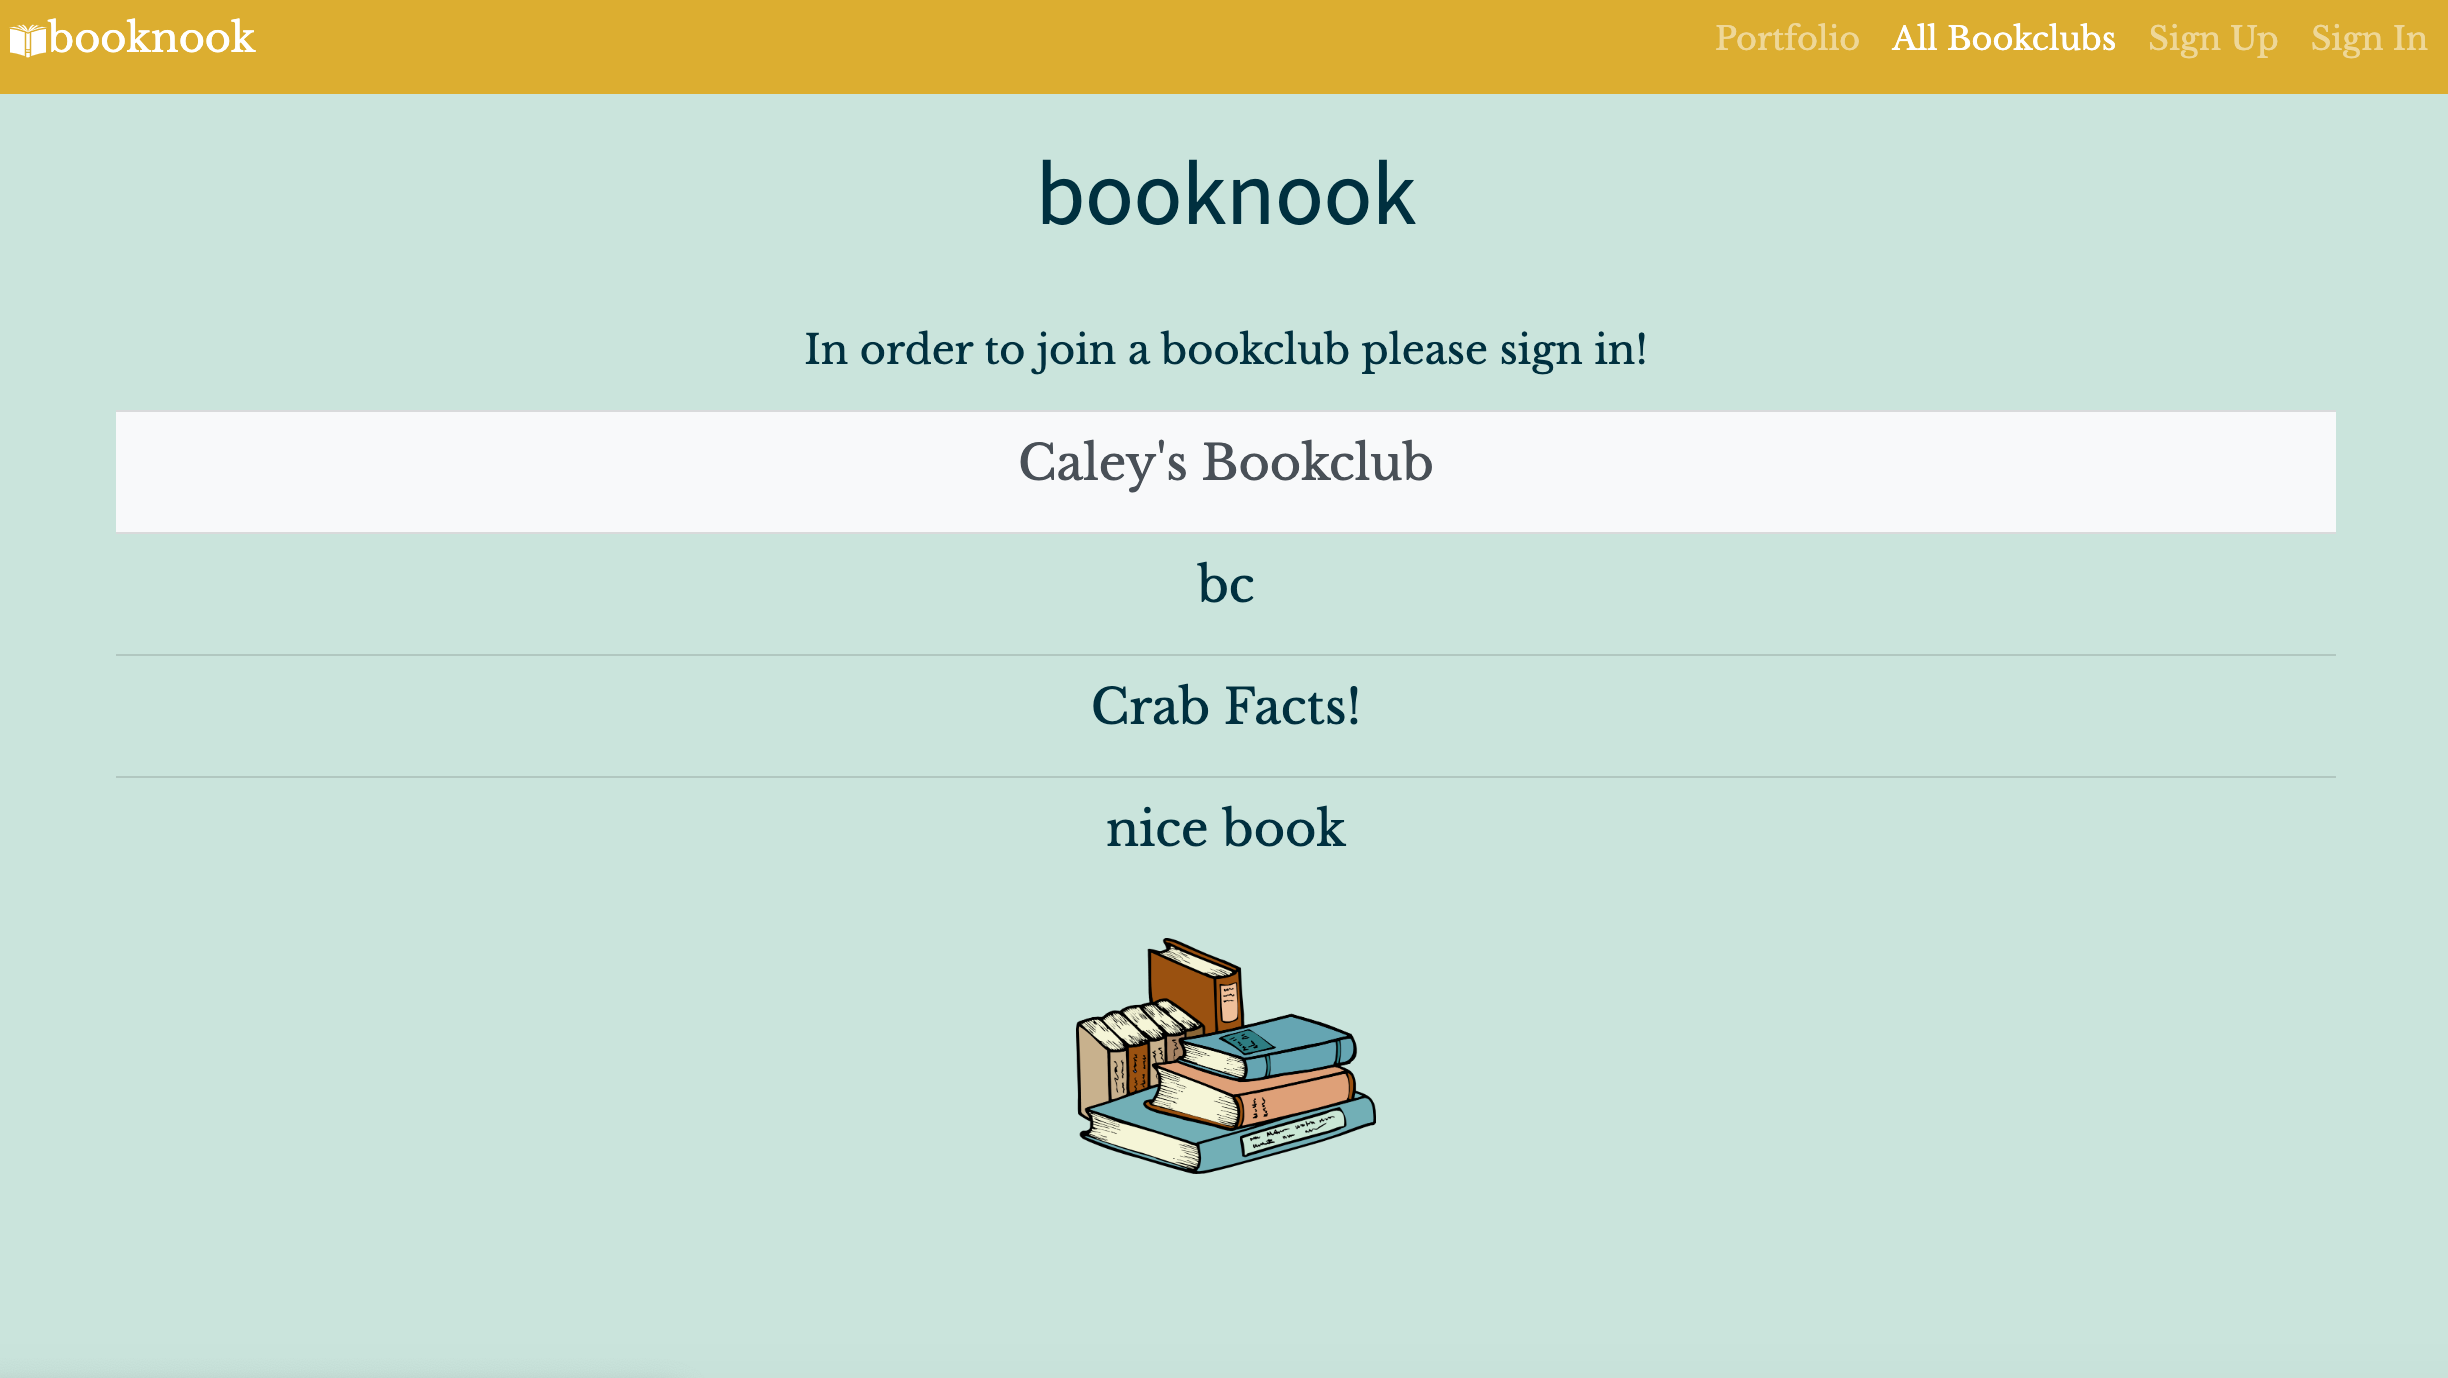 booknook Portfolio All Bookclubs Sign Up Sign In
booknook
In order to join a bookclub please sign in!
Caley's Bookclub
bc
Crab Facts!
nice book